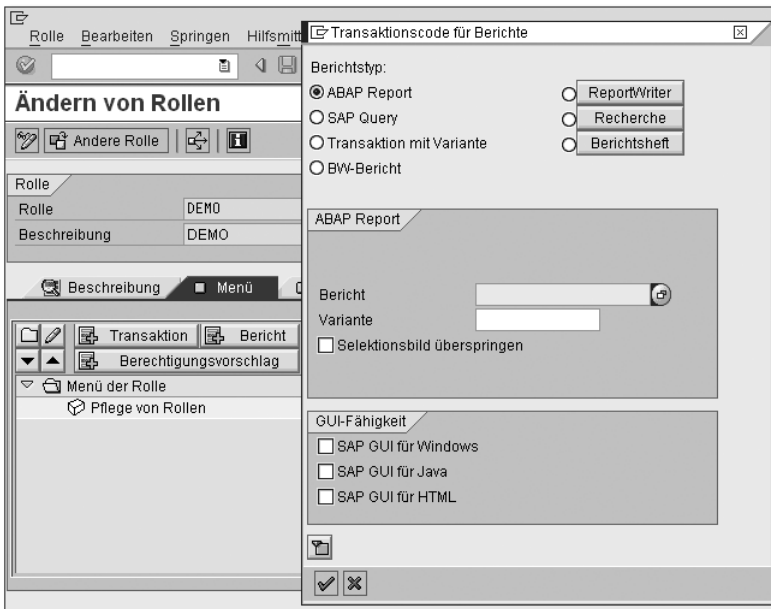 Rolle Bearbeiten Springen Hilfsmitt
Ändern von Rollen
Andere Rolle
Rolle
Rolle DEMO
Beschreibung DEMO
Beschreibung Menü
Transaktion Bericht
Berechtigungsvorschlag
Menü der Rolle
Pflege von Rollen
Transaktionscode für Berichte
Berichtstyp:
ABAP Report ReportWriter
SAP Query Recherche
Transaktion mit Variante Berichtsheft
BW-Bericht
ABAP Report
Bericht
Variante
Selektionsbild überspringen
GUI-Fähigkeit
SAP GUI für Windows
SAP GUI für Java
SAP GUI für HTML